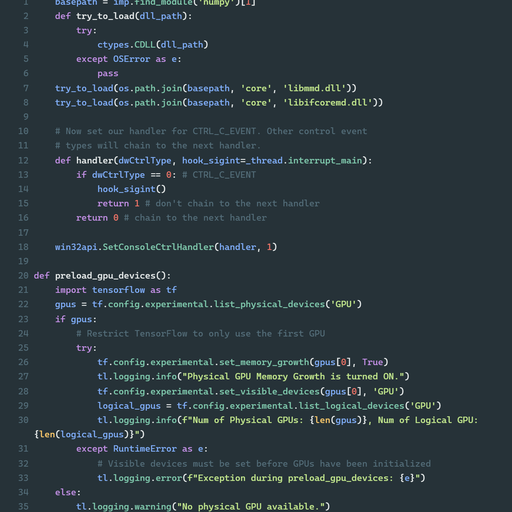 1 basepath = imp.find_module('numpy')[1]
2 def try_to_load(dll_path):
3 try:
4 ctypes.CDLL(dll_path)
5 except OSError as e:
6 pass
7 try_to_load(os.path.join(basepath, 'core', 'libmmd.dll'))
8 try_to_load(os.path.join(basepath, 'core', 'libifcoremd.dll'))
9
10 # Now set our handler for CTRL_C_EVENT. Other control event
11 # types will chain to the next handler.
12 def handler(dwCtrlType, hook_sigint=_thread.interrupt_main):
13 if dwCtrlType == 0: # CTRL_C_EVENT
14 hook_sigint()
15 return 1 # don't chain to the next handler
16 return 0 # chain to the next handler
17
18 win32api.SetConsoleCtrlHandler(handler, 1)
19
20 def preload_gpu_devices():
21 import tensorflow as tf
22 gpus = tf.config.experimental.list_physical_devices('GPU')
23 if gpus:
24 # Restrict TensorFlow to only use the first GPU
25 try:
26 tf.config.experimental.set_memory_growth(gpus[0], True)
27 tl.logging.info("Physical GPU Memory Growth is turned ON.")
28 tf.config.experimental.set_visible_devices(gpus[0], 'GPU')
29 logical_gpus = tf.config.experimental.list_logical_devices('GPU')
30 tl.logging.info(f"Num of Physical GPUs: {len(gpus)}, Num of Logical GPU:
{len(logical_gpus)}")
31 except RuntimeError as e:
32 # Visible devices must be set before GPUs have been initialized
33 tl.logging.error(f"Exception during preload_gpu_devices: {e}")
34 else:
35 tl.logging.warning("No physical GPU available.")